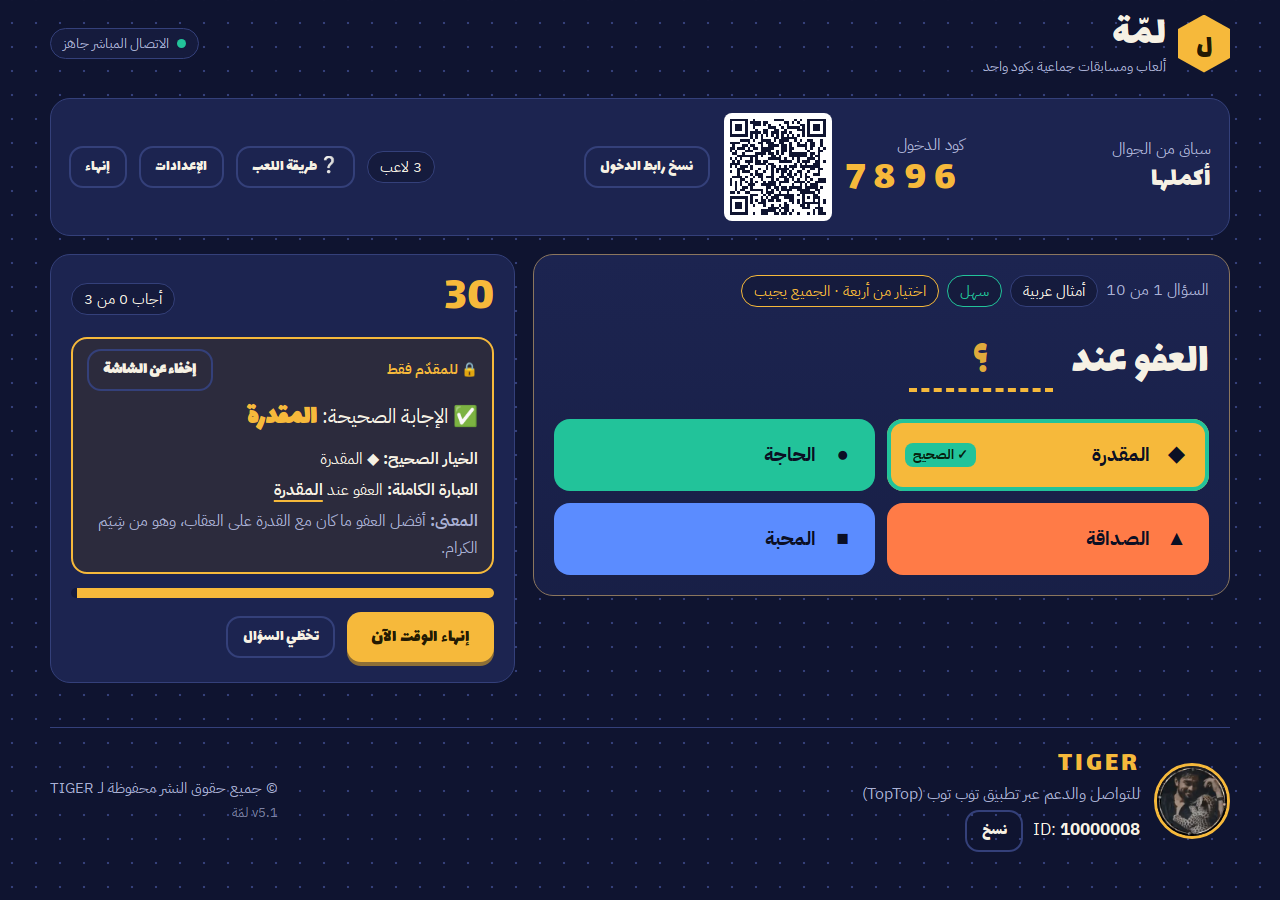 ل
لمّة
ألعاب ومسابقات جماعية بكود واحد
الاتصال المباشر جاهز
سباق من الجوال
أكملها
كود الدخول
7896
نسخ رابط الدخول
3 لاعب
❔ طريقة اللعب
الإعدادات
إنهاء
السؤال 1 من 10
أمثال عربية
سهل
اختيار من أربعة · الجميع يجيب
العفو عند ؟
◆ المقدرة ✓ الصحيح
● الحاجة
▲ الصداقة
■ المحبة
30
أجاب 0 من 3
🔒 للمقدّم فقط
إخفاء عن الشاشة
✅ الإجابة الصحيحة: المقدرة
الخيار الصحيح: ◆ المقدرة
العبارة الكاملة: العفو عند المقدرة
المعنى: أفضل العفو ما كان مع القدرة على العقاب، وهو من شِيَم
الكرام.
إنهاء الوقت الآن
تخطّي السؤال
TIGER
للتواصل والدعم عبر تطبيق توب توب (TopTop)
ID: 10000008
نسخ
© جميع حقوق النشر محفوظة لـ TIGER
لمّة v5.1